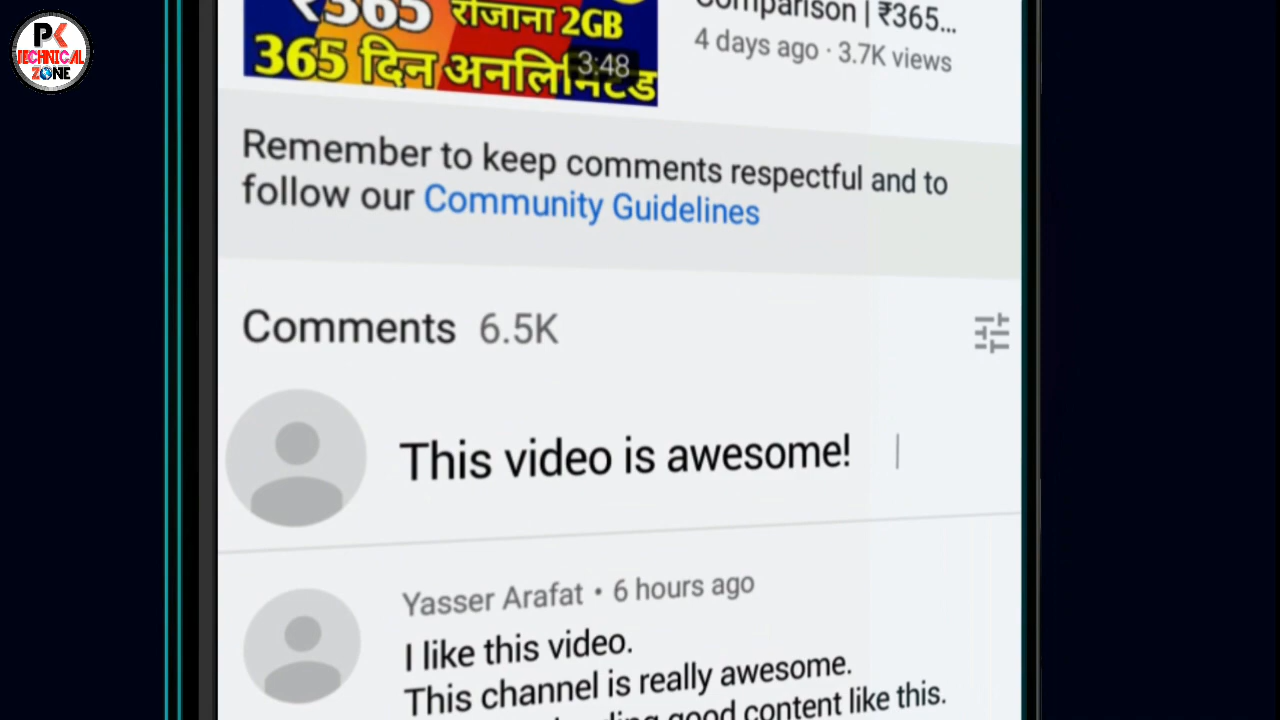 PK
TECHNICAL
ZONE
₹365 रोजाना 2GB
365 दिन अनलिमिटेड
3:48
Comparison | ₹365...
4 days ago · 3.7K views
Remember to keep comments respectful and to
follow our Community Guidelines
Comments 6.5K
This video is awesome!
Yasser Arafat • 6 hours ago
I like this video.
This channel is really awesome.
good content like this.